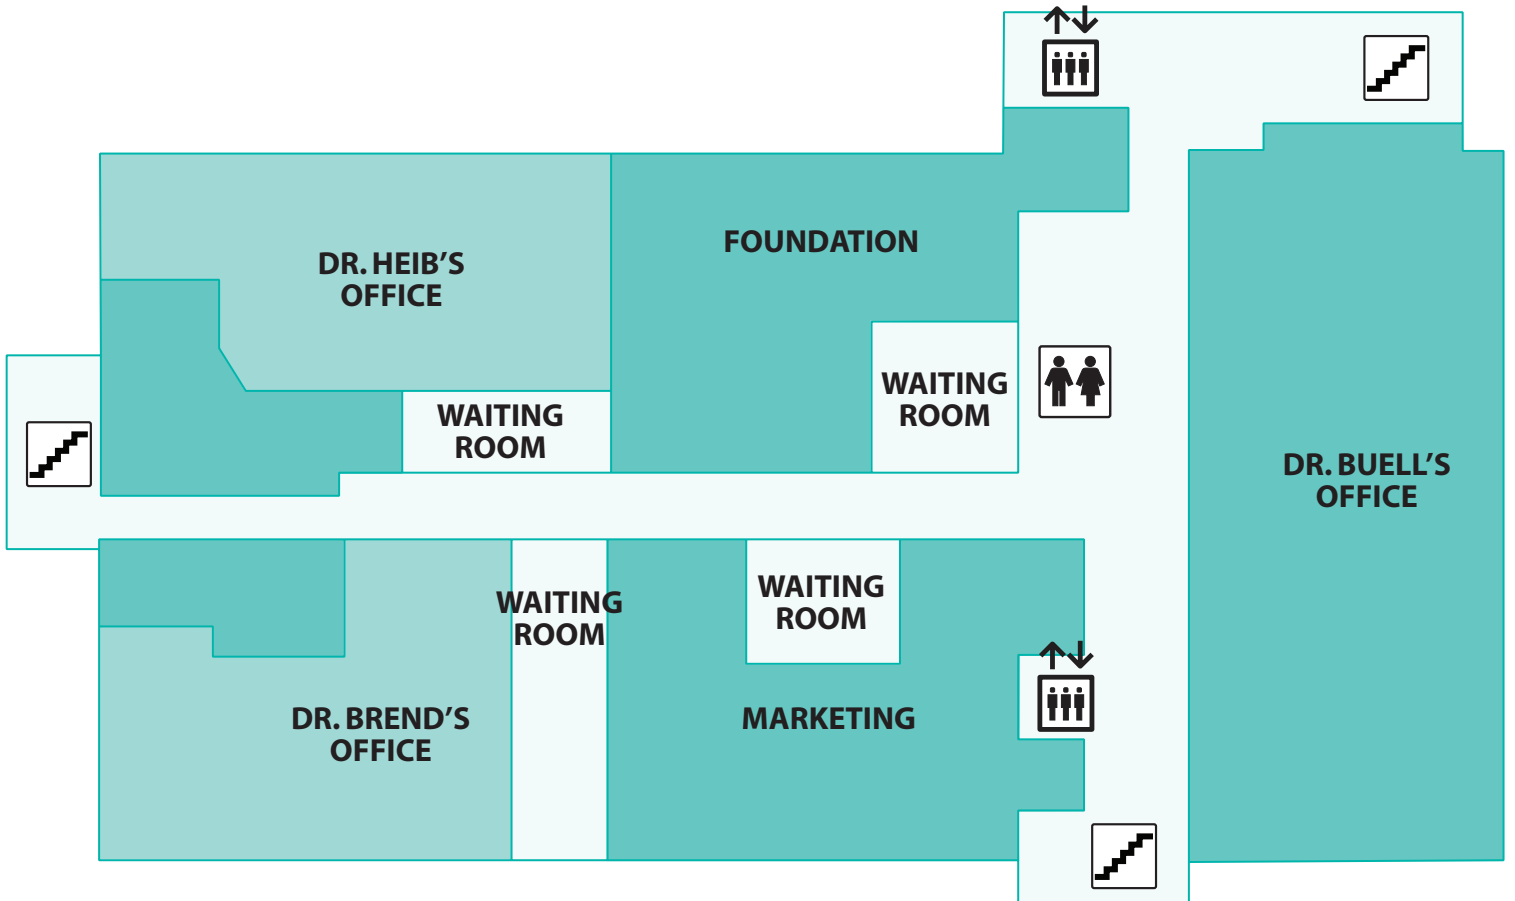 DR. HEIB’S
OFFICE
FOUNDATION
WAITING
ROOM
WAITING
ROOM
DR. BUELL’S
OFFICE
WAITING
ROOM
WAITING
ROOM
DR. BREND’S
OFFICE
MARKETING